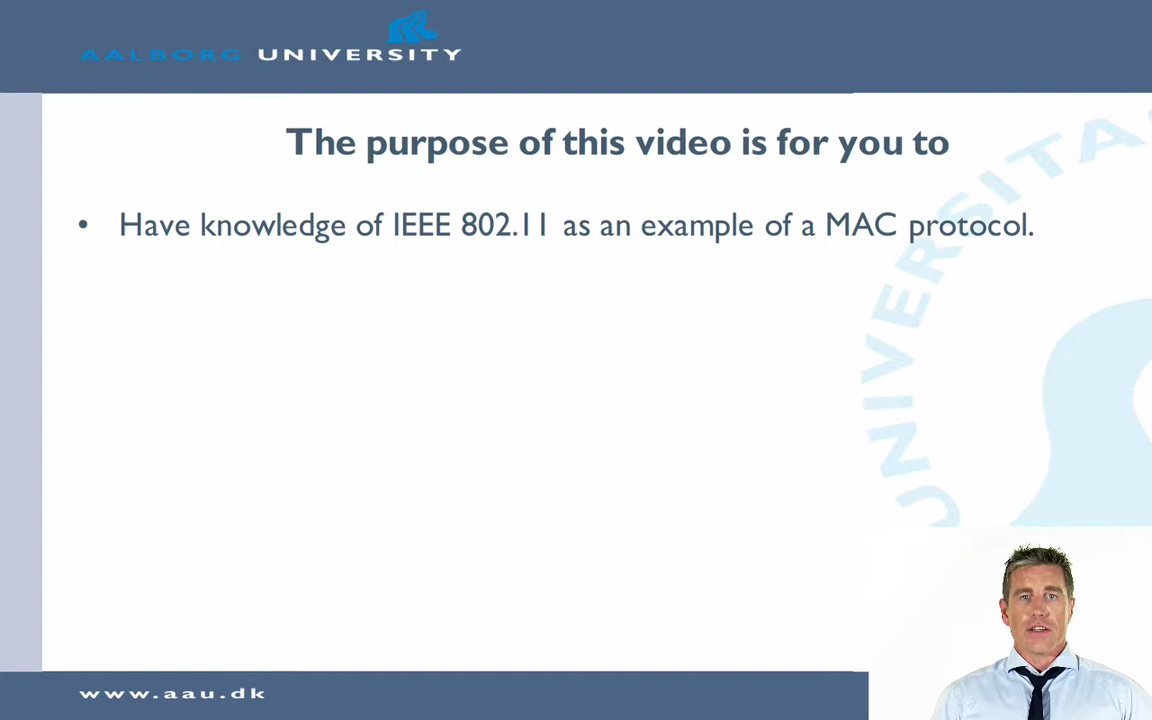 AALBORG UNIVERSITY
The purpose of this video is for you to
• Have knowledge of IEEE 802.11 as an example of a MAC protocol.
UNIVERSITA
www.aau.dk